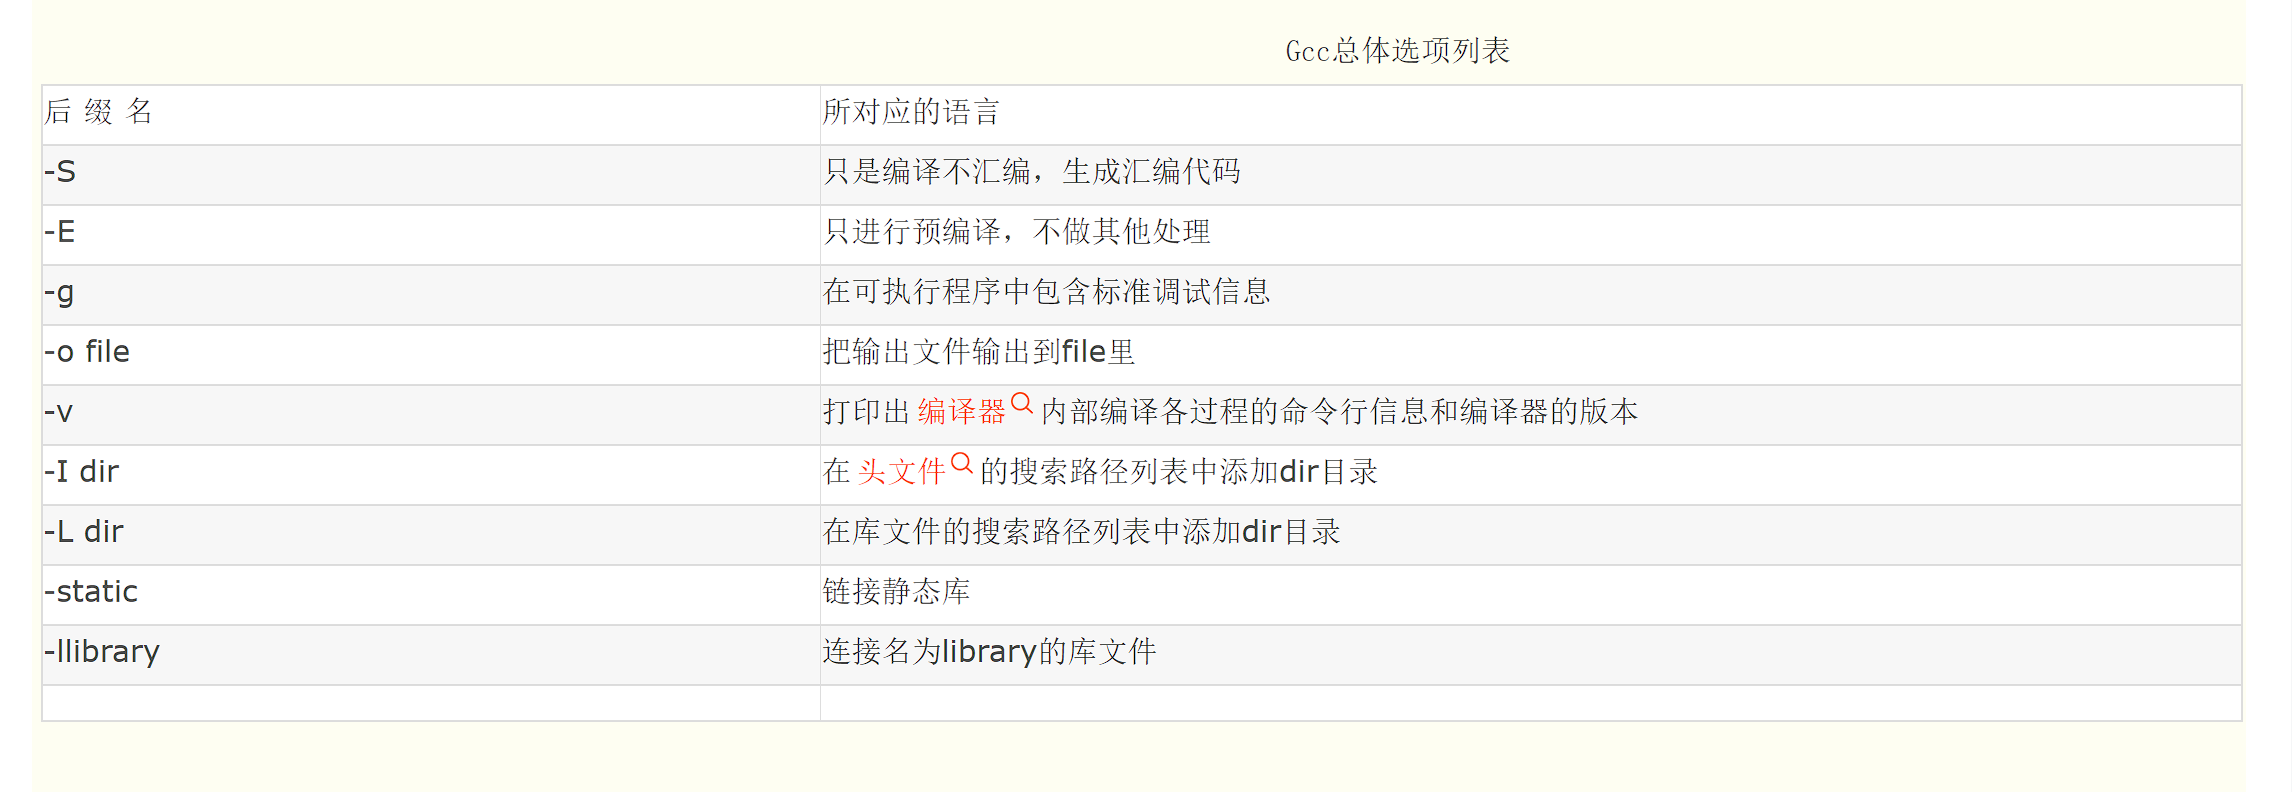 Gcc总体选项列表
后 缀 名 所对应的语言
-S 只是编译不汇编，生成汇编代码
-E 只进行预编译，不做其他处理
-g 在可执行程序中包含标准调试信息
-o file 把输出文件输出到file里
-v 打印出 编译器 内部编译各过程的命令行信息和编译器的版本
-I dir 在 头文件 的搜索路径列表中添加dir目录
-L dir 在库文件的搜索路径列表中添加dir目录
-static 链接静态库
-llibrary 连接名为library的库文件